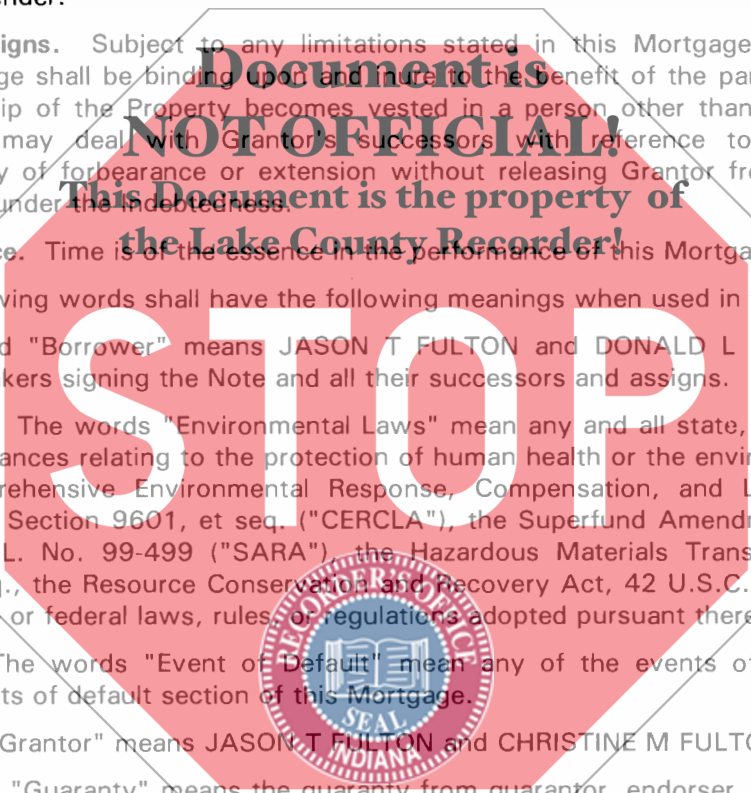 ender.
igns. Subject to any limitations stated in this Mortgage
ge shall be binding upon and inure to the benefit of the par
ip of the Property becomes vested in a person other than
may deal with Grantor's successors with reference to
y of forbearance or extension without releasing Grantor fr
under the Indebtedness.
ce. Time is of the essence in the performance of this Mortga
wing words shall have the following meanings when used in
d "Borrower" means JASON T FULTON and DONALD L
kers signing the Note and all their successors and assigns.
The words "Environmental Laws" mean any and all state,
ances relating to the protection of human health or the envir
rehensive Environmental Response, Compensation, and L
Section 9601, et seq. ("CERCLA"), the Superfund Amendm
L. No. 99-499 ("SARA"), the Hazardous Materials Trans
q., the Resource Conservation and Recovery Act, 42 U.S.C.
or federal laws, rules, or regulations adopted pursuant there
The words "Event of Default" mean any of the events o
ts of default section of this Mortgage.
Grantor" means JASON T FULTON and CHRISTINE M FULTO
"Guaranty" means the guaranty from guarantor, endorser
Document is
NOT OFFICIAL!
This Document is the property of
the Lake County Recorder!
STOP
RECORDER'S OFFICE
SEAL
INDIANA